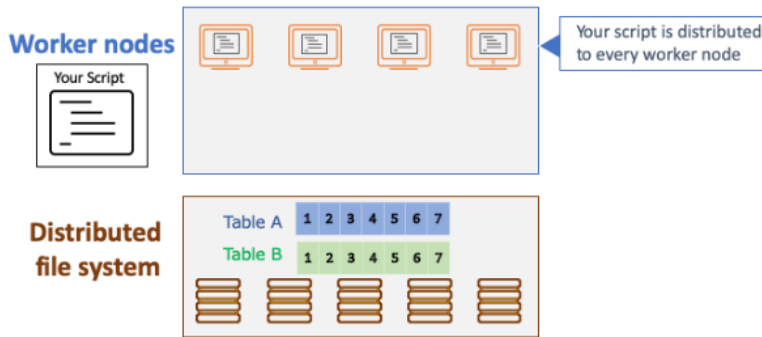 Worker nodes
Your Script
Your script is distributed
to every worker node
Distributed
file system
Table A 1 2 3 4 5 6 7
Table B 1 2 3 4 5 6 7